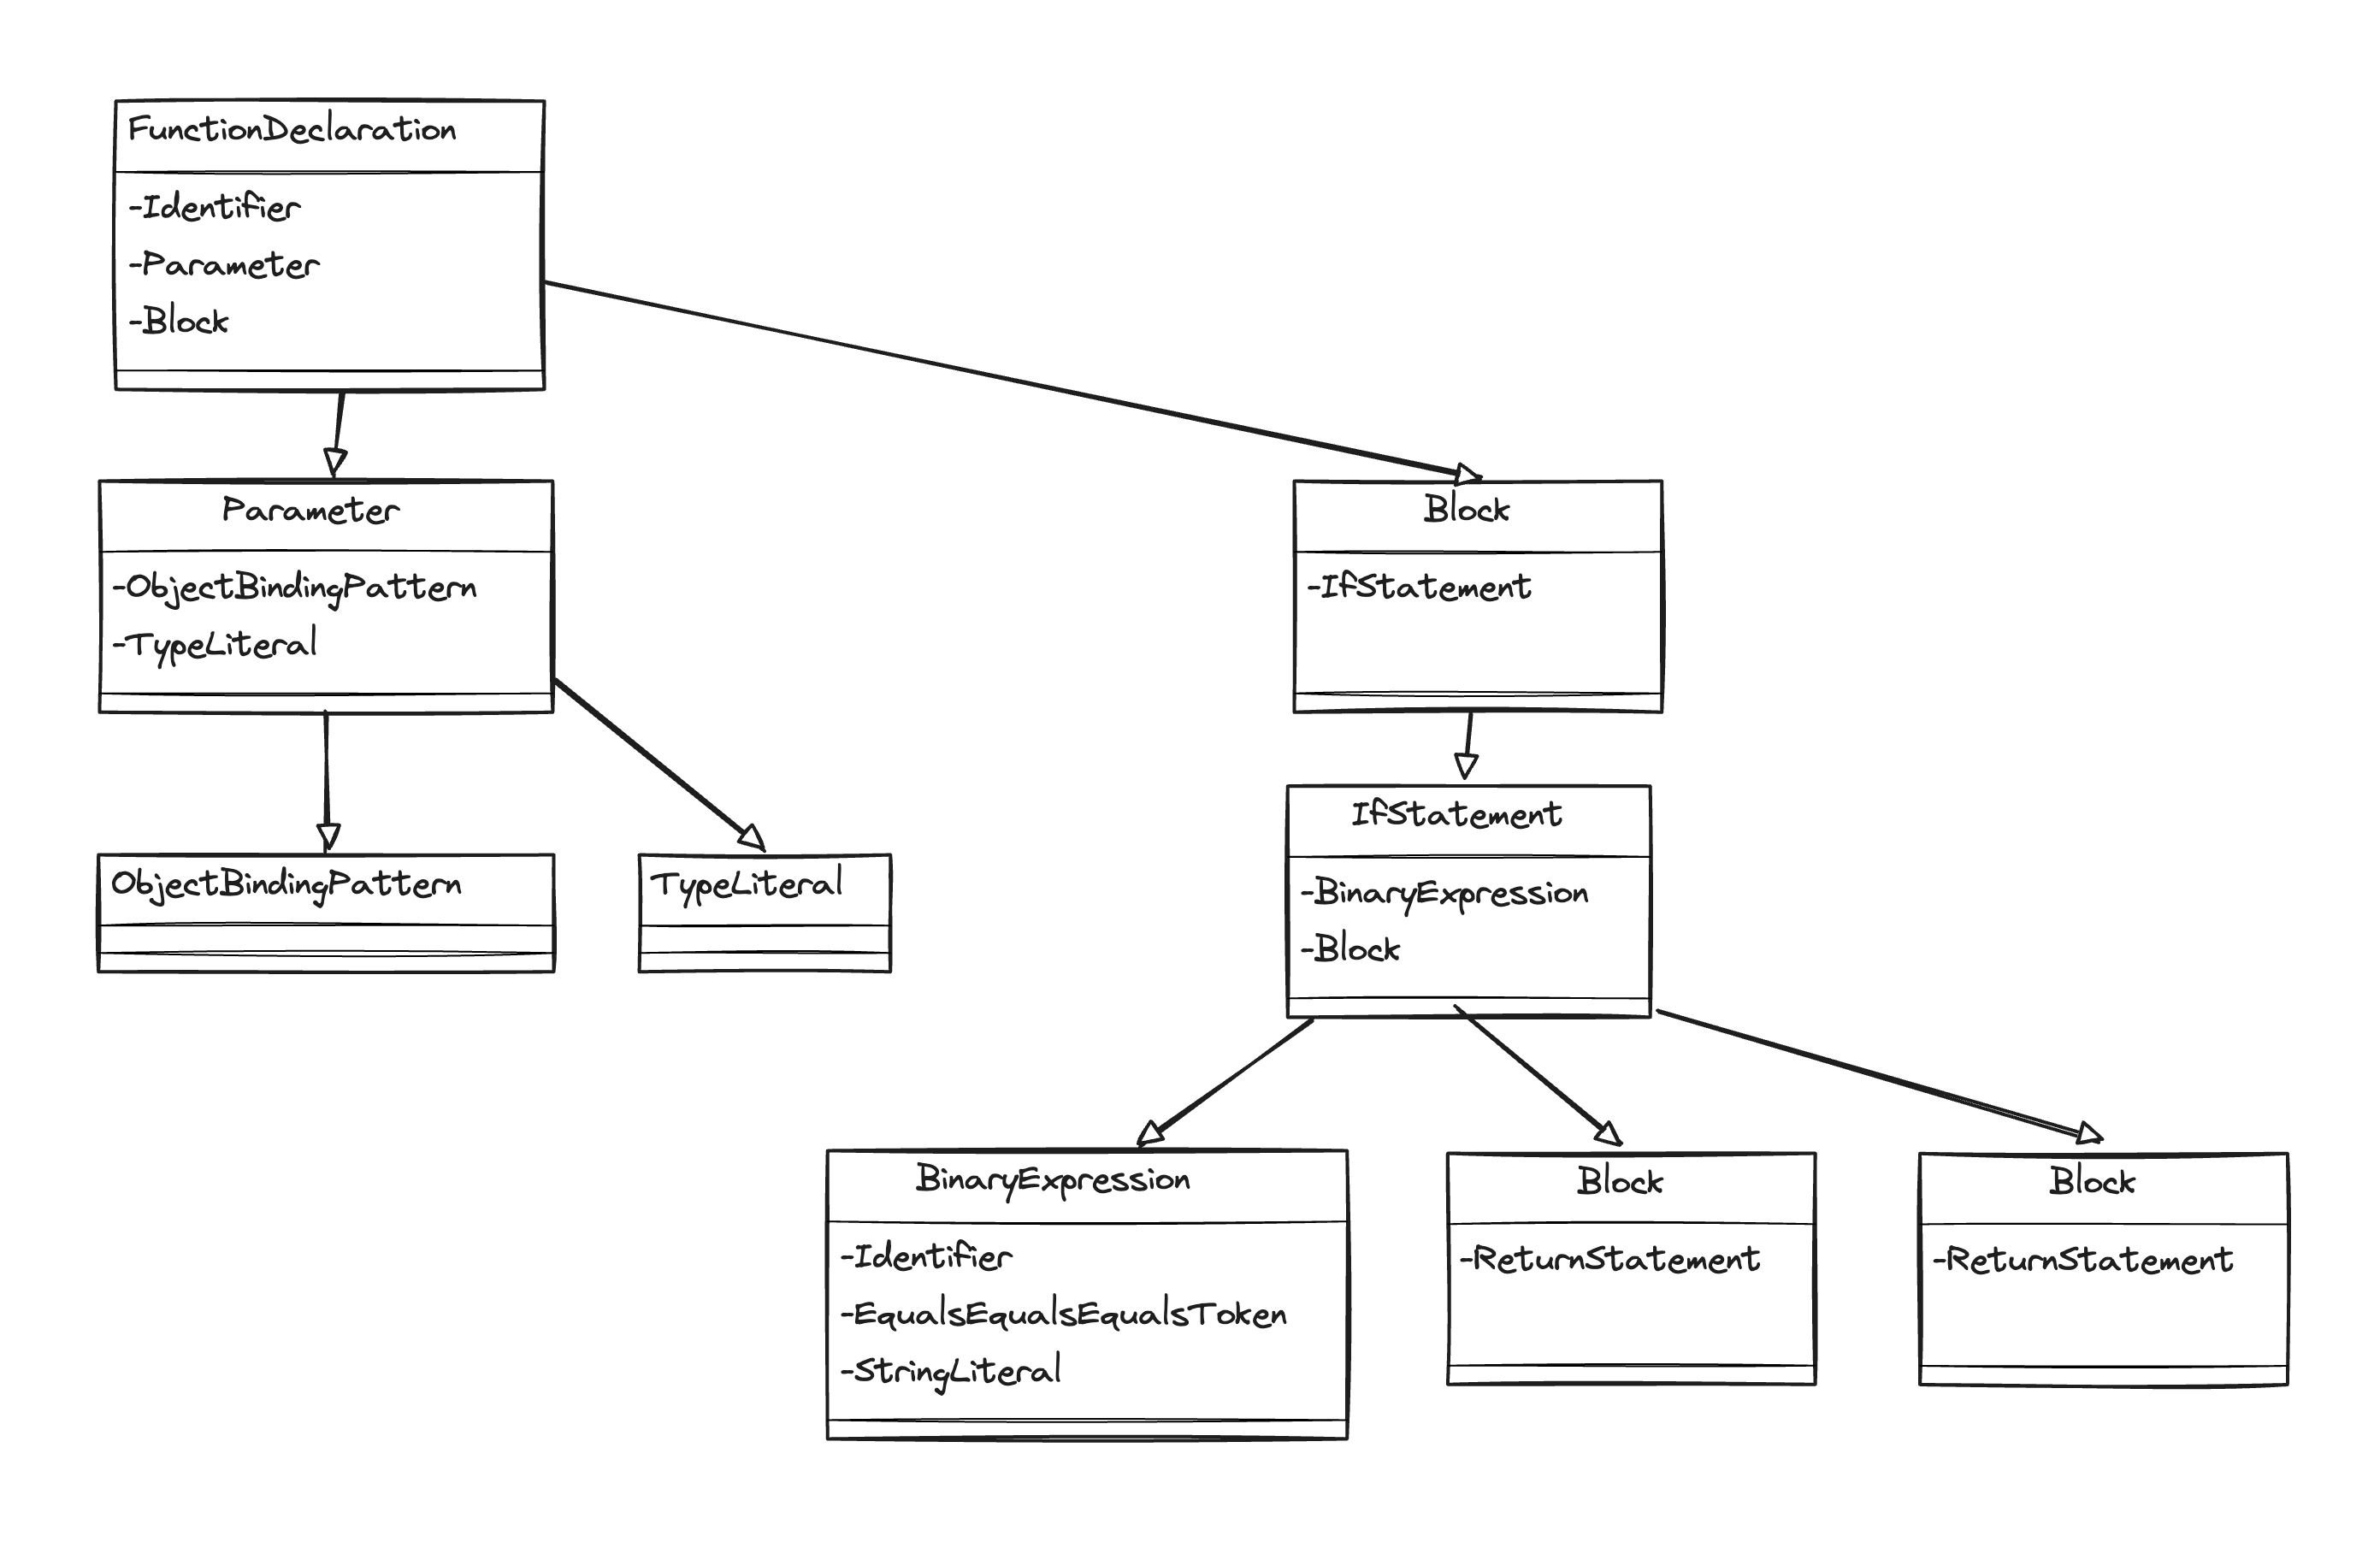 FunctionDeclaration
-Identifier
-Parameter
-Block
Parameter
-ObjectBindingPattern
-TypeLiteral
Block
-IfStatement
ObjectBindingPattern
TypeLiteral
IfStatement
-BinaryExpression
-Block
BinaryExpression
-Identifier
-EqualsEqualsEqualsToken
-StringLiteral
Block
-ReturnStatement
Block
-ReturnStatement